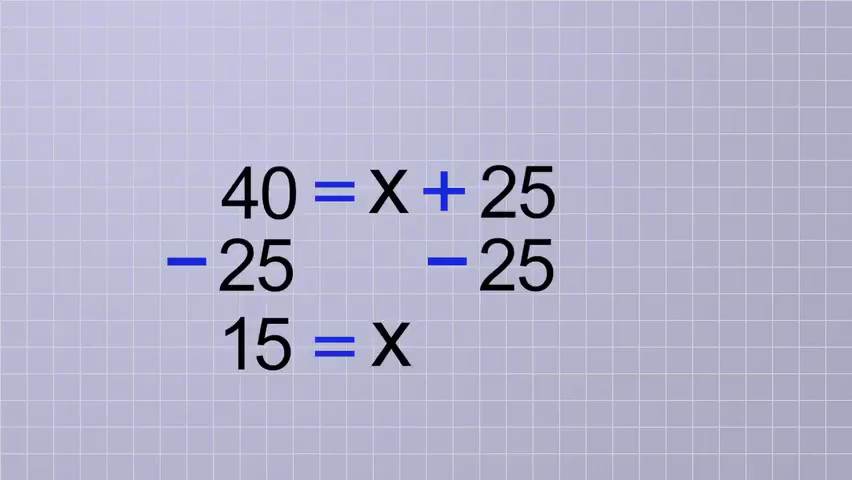 40 = x + 25
− 25 − 25
15 = x